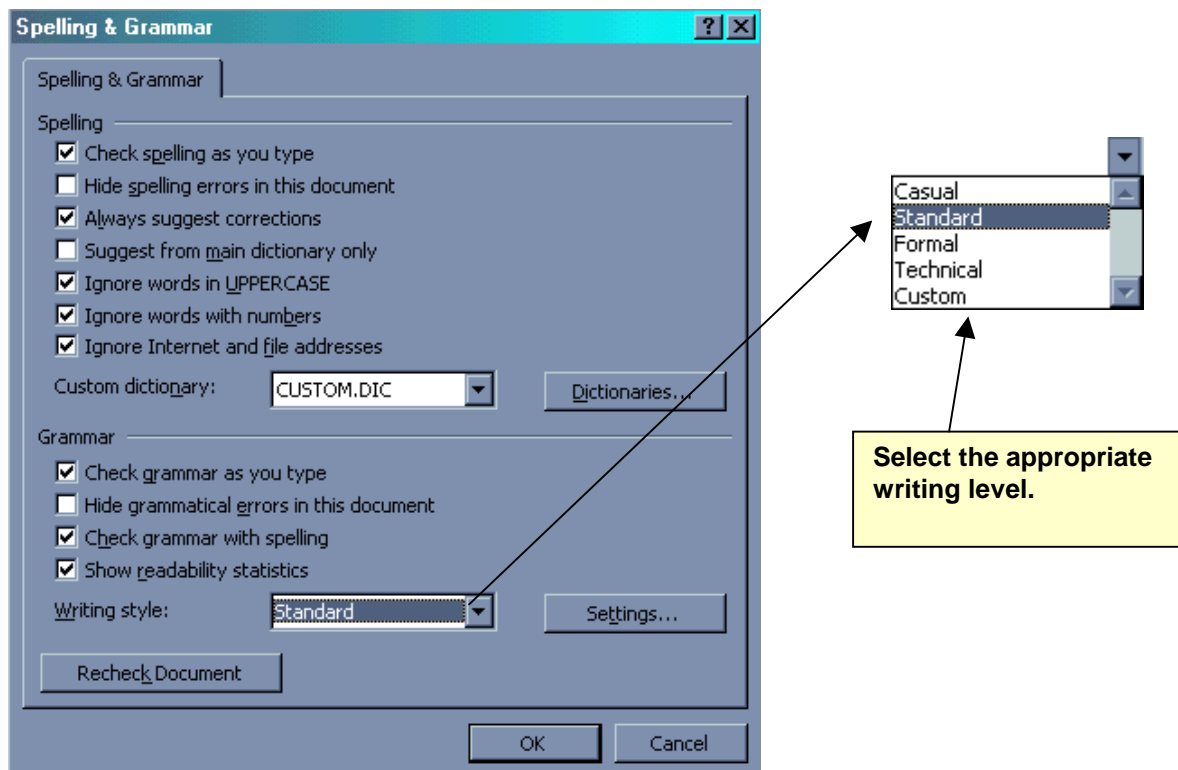 Spelling & Grammar
Spelling & Grammar
Spelling
Check spelling as you type
Hide spelling errors in this document
Always suggest corrections
Suggest from main dictionary only
Ignore words in UPPERCASE
Ignore words with numbers
Ignore Internet and file addresses
Custom dictionary: CUSTOM.DIC Dictionaries...
Grammar
Check grammar as you type
Hide grammatical errors in this document
Check grammar with spelling
Show readability statistics
Writing style: Standard Settings...
Recheck Document
OK Cancel
Casual
Standard
Formal
Technical
Custom
Select the appropriate
writing level.